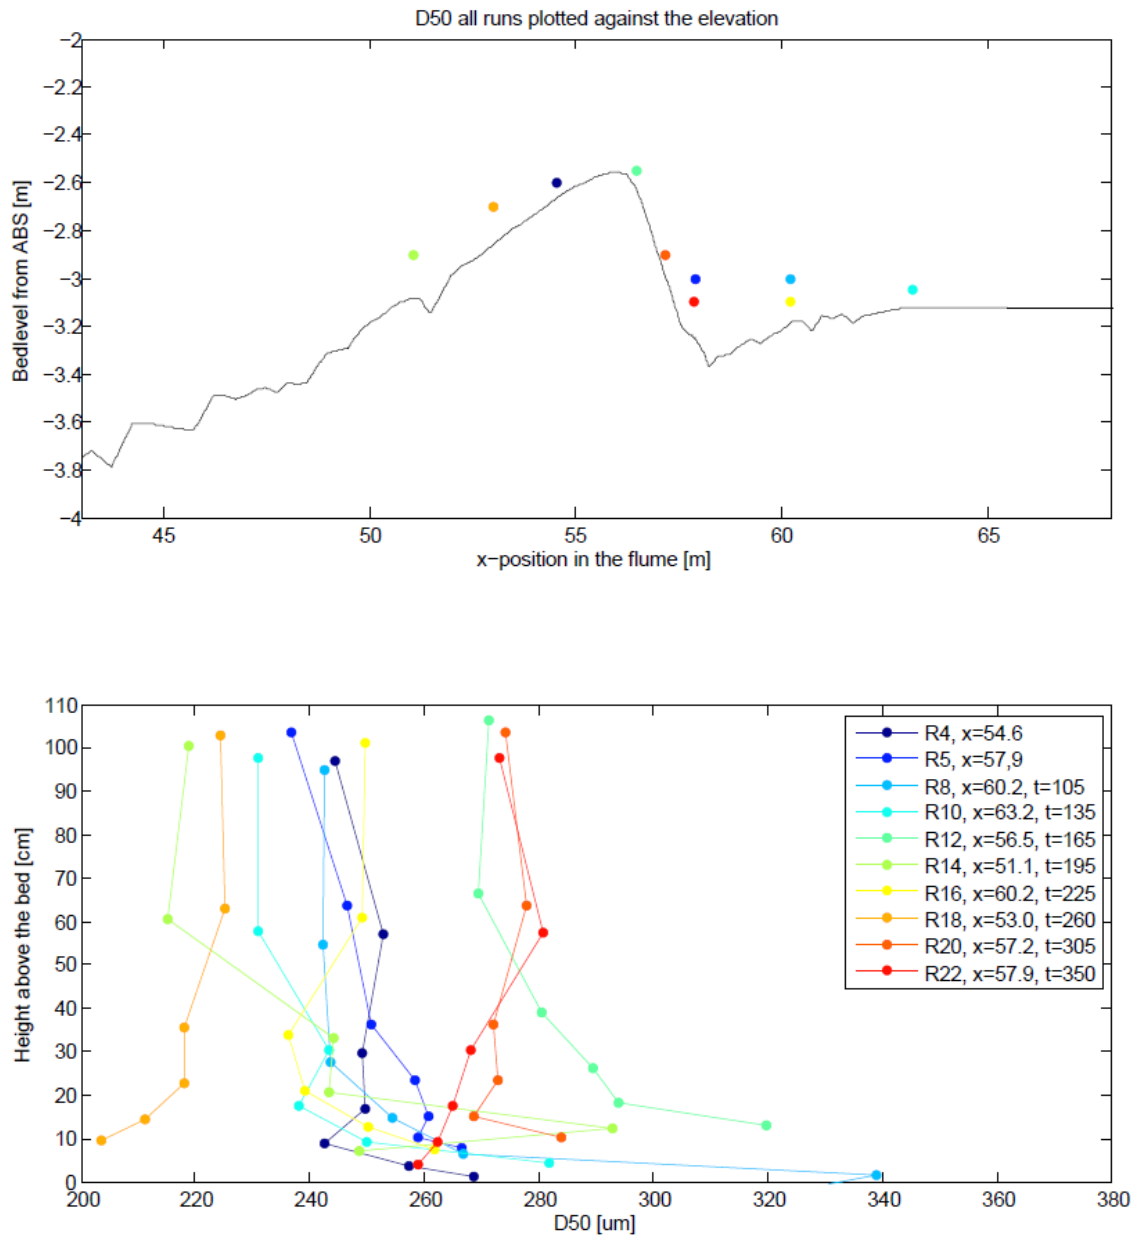 D50 all runs plotted against the elevation
−2
−2.2
−2.4
−2.6
−2.8
−3
−3.2
−3.4
−3.6
−3.8
−4
Bedlevel from ABS [m]
45 50 55 60 65
x−position in the flume [m]
110
100
90
80
70
60
50
40
30
20
10
0
Height above the bed [cm]
R4, x=54.6
R5, x=57,9
R8, x=60.2, t=105
R10, x=63.2, t=135
R12, x=56.5, t=165
R14, x=51.1, t=195
R16, x=60.2, t=225
R18, x=53.0, t=260
R20, x=57.2, t=305
R22, x=57.9, t=350
200 220 240 260 280 300 320 340 360 380
D50 [um]